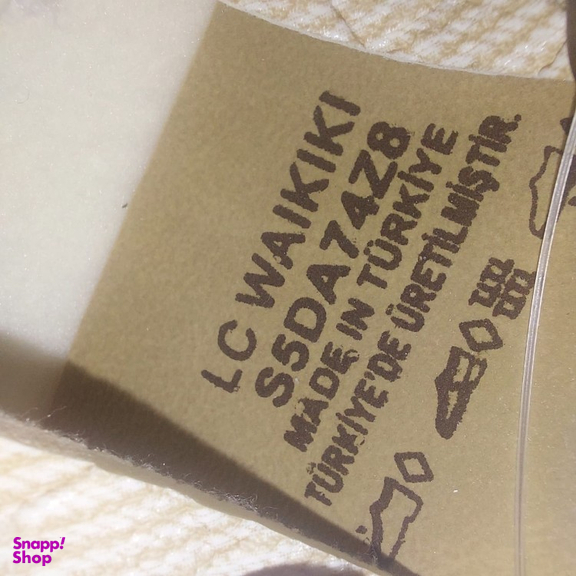 LC WAIKIKI
S5DA74Z8
MADE IN TÜRKİYE
TÜRKİYE'DE ÜRETİLMİŞTİR.
Snapp!
Shop